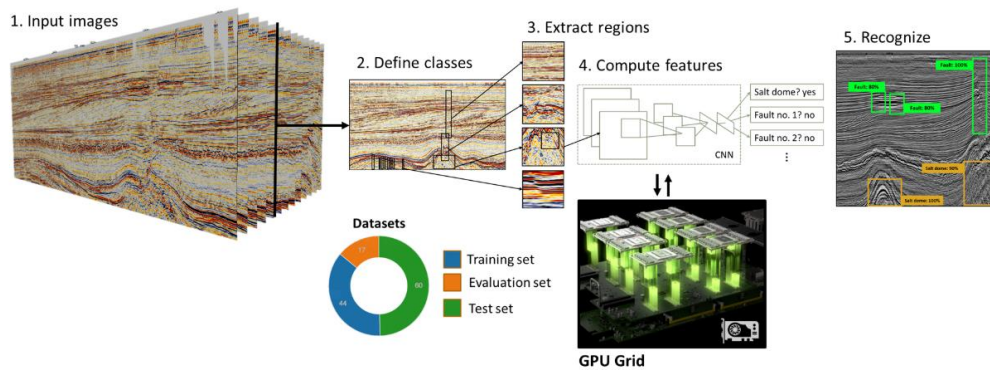 1. Input images
2. Define classes
3. Extract regions
4. Compute features
Salt dome? yes
Fault no. 1? no
Fault no. 2? no
CNN
5. Recognize
Fault: 100%
Fault: 80%
Fault: 80%
Salt dome: 90%
Salt dome: 100%
Datasets
17
44
60
Training set
Evaluation set
Test set
GPU Grid